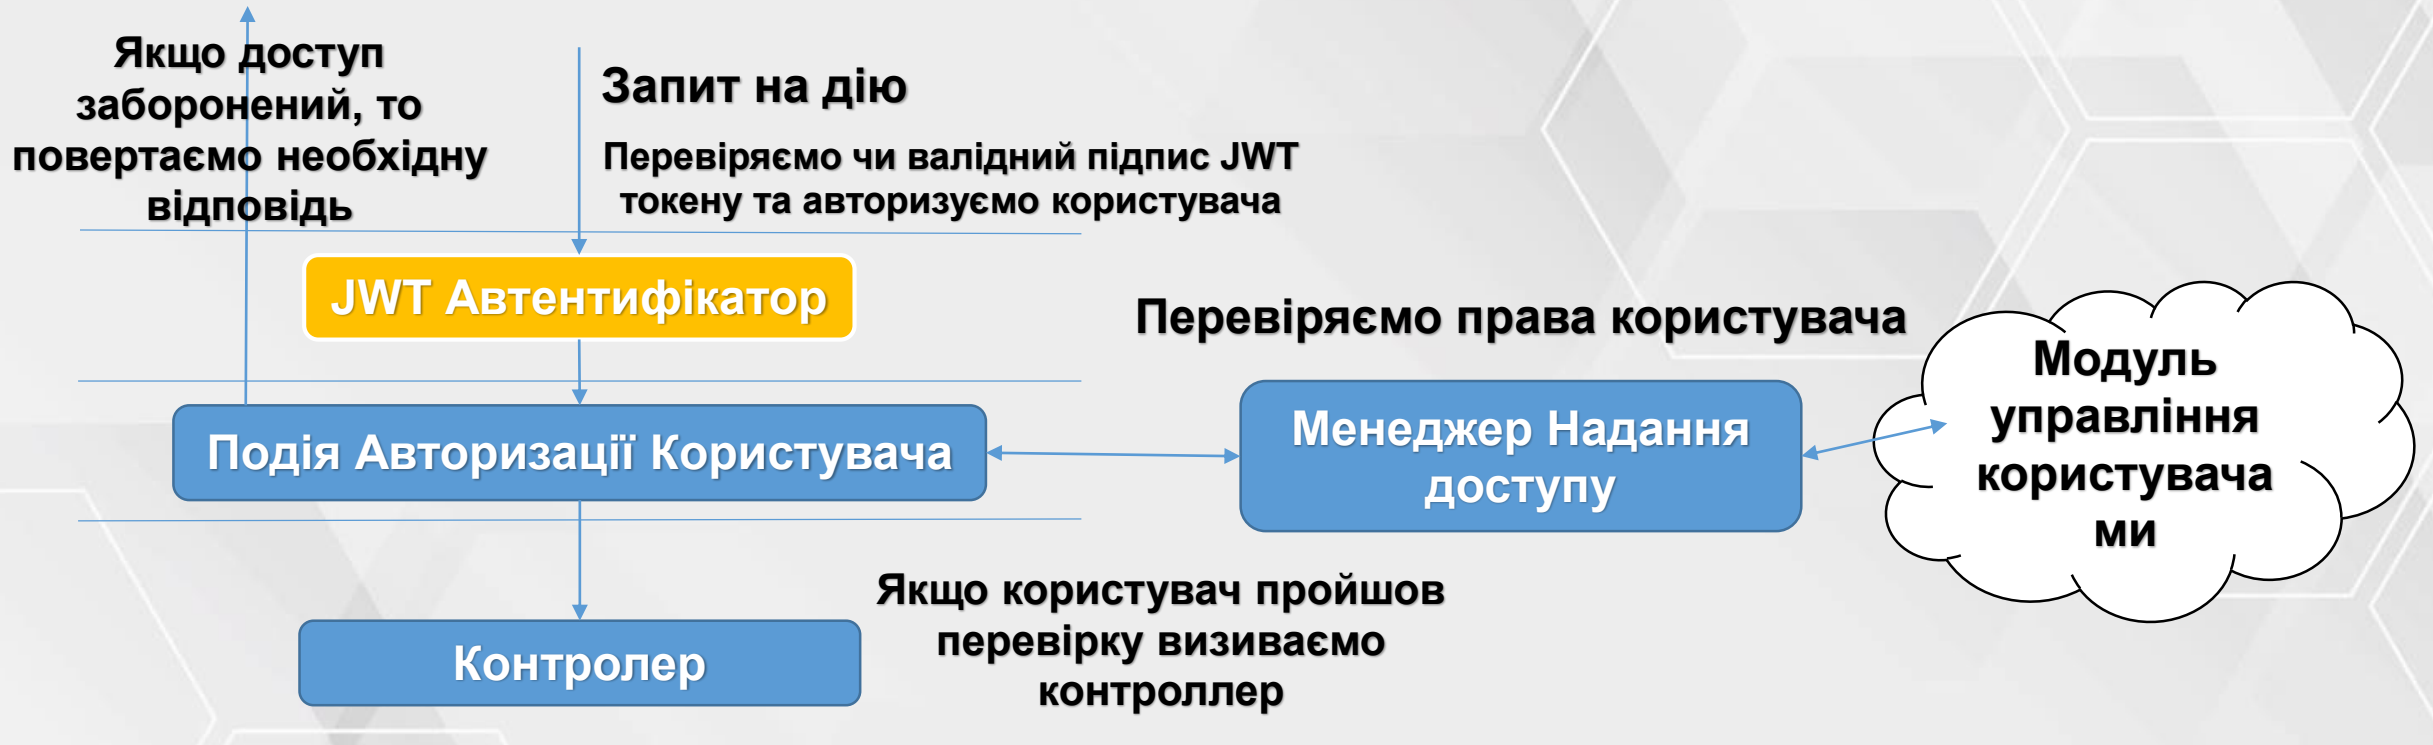 Якщо доступ
заборонений, то
повертаємо необхідну
відповідь
Запит на дію
Перевіряємо чи валідний підпис JWT
токену та авторизуємо користувача
JWT Автентифікатор
Перевіряємо права користувача
Подія Авторизації Користувача
Менеджер Надання
доступу
Модуль
управління
користувача
ми
Якщо користувач пройшов
перевірку визиваємо
контроллер
Контролер